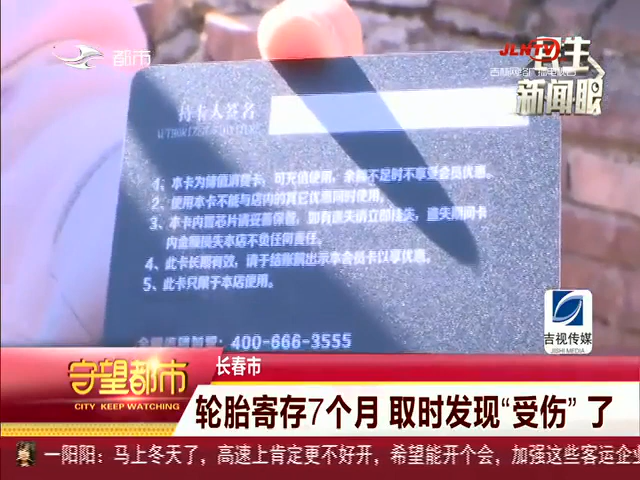 都市
JLNTV
吉林网络广播电视台
民生
新闻眼
持卡人签名
AUTHORIZED SIGNATURE
1、本卡为储值消费卡，可充值使用，余额不足时不享受会员优惠。
2、使用本卡不能与店内的其它优惠同时使用。
3、本卡内置芯片请妥善保管，如有遗失请立即挂失，遗失期间卡
内金额损失本店不负任何责任。
4、此卡长期有效，请于结账前出示本会员卡以享优惠。
5、此卡只限于本店使用。
400-666-3555
吉视传媒
JISHI MEDIA
守望都市
CITY KEEP WATCHING
长春市
轮胎寄存7个月 取时发现“受伤”了
一阳阳：马上冬天了，高速上肯定更不好开，希望能开个会，加强这些客运企业